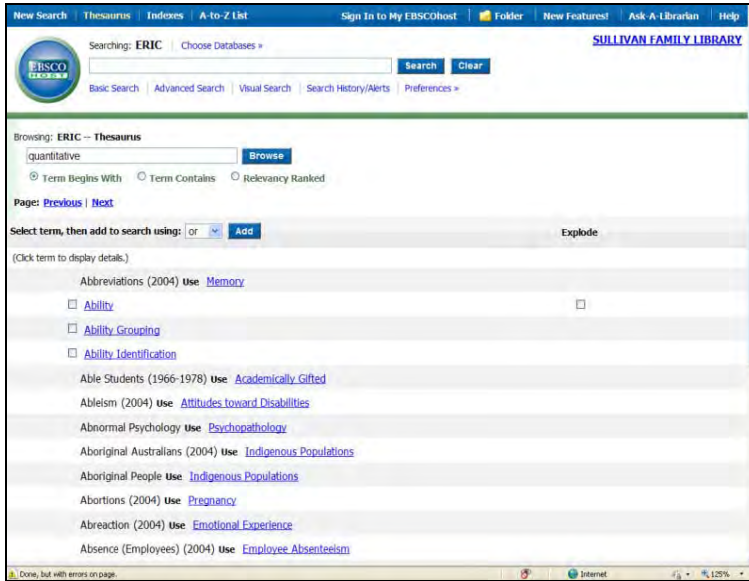 New Search | Thesaurus | Indexes | A-to-Z List Sign In to My EBSCOhost | Folder | New Features! | Ask-A-Librarian | Help
Searching: ERIC | Choose Databases » SULLIVAN FAMILY LIBRARY
EBSCO
HOST
Search Clear
Basic Search | Advanced Search | Visual Search | Search History/Alerts | Preferences »
Browsing: ERIC -- Thesaurus
quantitative Browse
Term Begins With Term Contains Relevancy Ranked
Page: Previous | Next
Select term, then add to search using: or Add Explode
(Click term to display details.)
Abbreviations (2004) Use Memory
Ability
Ability Grouping
Ability Identification
Able Students (1966-1978) Use Academically Gifted
Ableism (2004) Use Attitudes toward Disabilities
Abnormal Psychology Use Psychopathology
Aboriginal Australians (2004) Use Indigenous Populations
Aboriginal People Use Indigenous Populations
Abortions (2004) Use Pregnancy
Abreaction (2004) Use Emotional Experience
Absence (Employees) (2004) Use Employee Absenteeism
Done, but with errors on page. Internet 125%